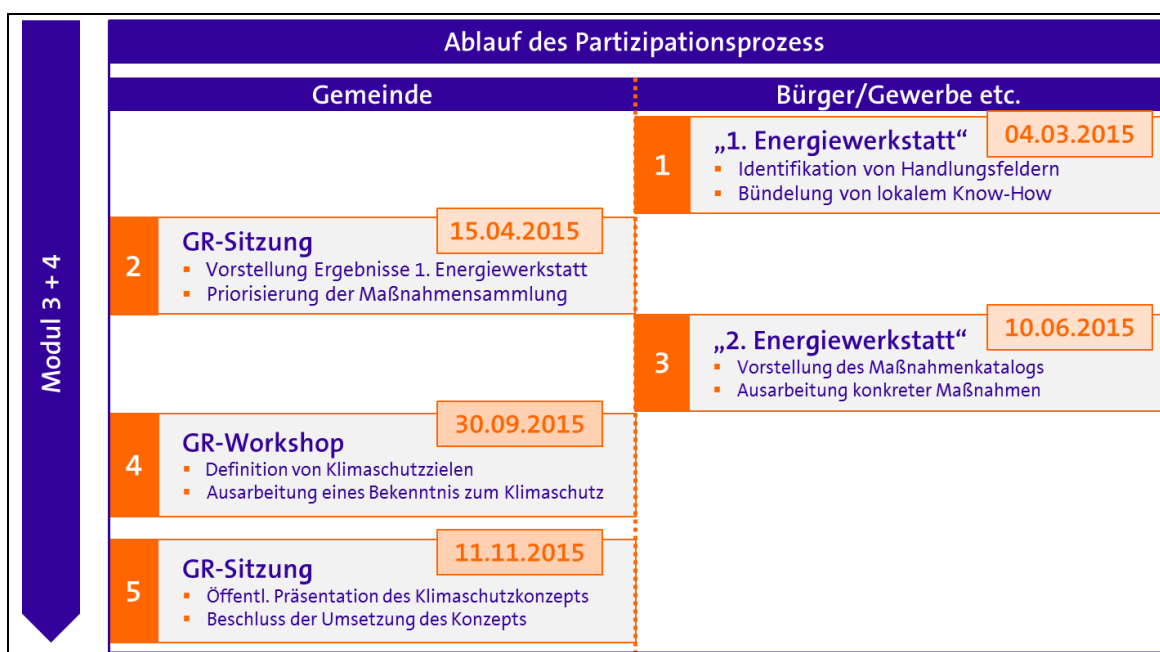 Ablauf des Partizipationsprozess
Gemeinde
Bürger/Gewerbe etc.
Modul 3 + 4
1
„1. Energiewerkstatt“
04.03.2015
▪ Identifikation von Handlungsfeldern
▪ Bündelung von lokalem Know-How
2
GR-Sitzung
15.04.2015
▪ Vorstellung Ergebnisse 1. Energiewerkstatt
▪ Priorisierung der Maßnahmensammlung
3
„2. Energiewerkstatt“
10.06.2015
▪ Vorstellung des Maßnahmenkatalogs
▪ Ausarbeitung konkreter Maßnahmen
4
GR-Workshop
30.09.2015
▪ Definition von Klimaschutzzielen
▪ Ausarbeitung eines Bekenntnis zum Klimaschutz
5
GR-Sitzung
11.11.2015
▪ Öffentl. Präsentation des Klimaschutzkonzepts
▪ Beschluss der Umsetzung des Konzepts